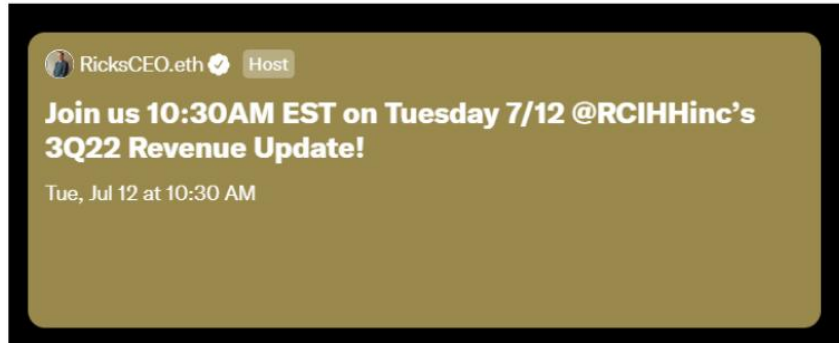 RicksCEO.eth Host
Join us 10:30AM EST on Tuesday 7/12 @RCIHHinc’s
3Q22 Revenue Update!
Tue, Jul 12 at 10:30 AM